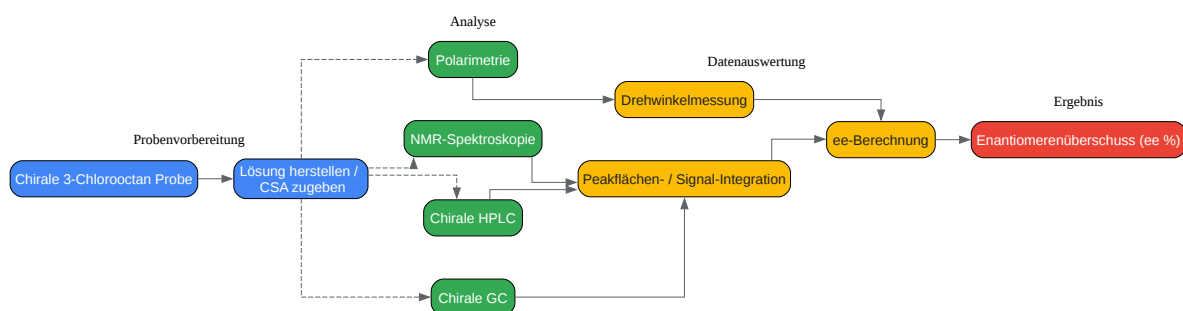 Analyse
Polarimetrie
Datenauswertung
Drehwinkelmessung
Ergebnis
Probenvorbereitung
NMR-Spektroskopie
ee-Berechnung
Enantiomerenüberschuss (ee %)
Chirale 3-Chlorooctan Probe
Lösung herstellen /
CSA zugeben
Peakflächen- / Signal-Integration
Chirale HPLC
Chirale GC